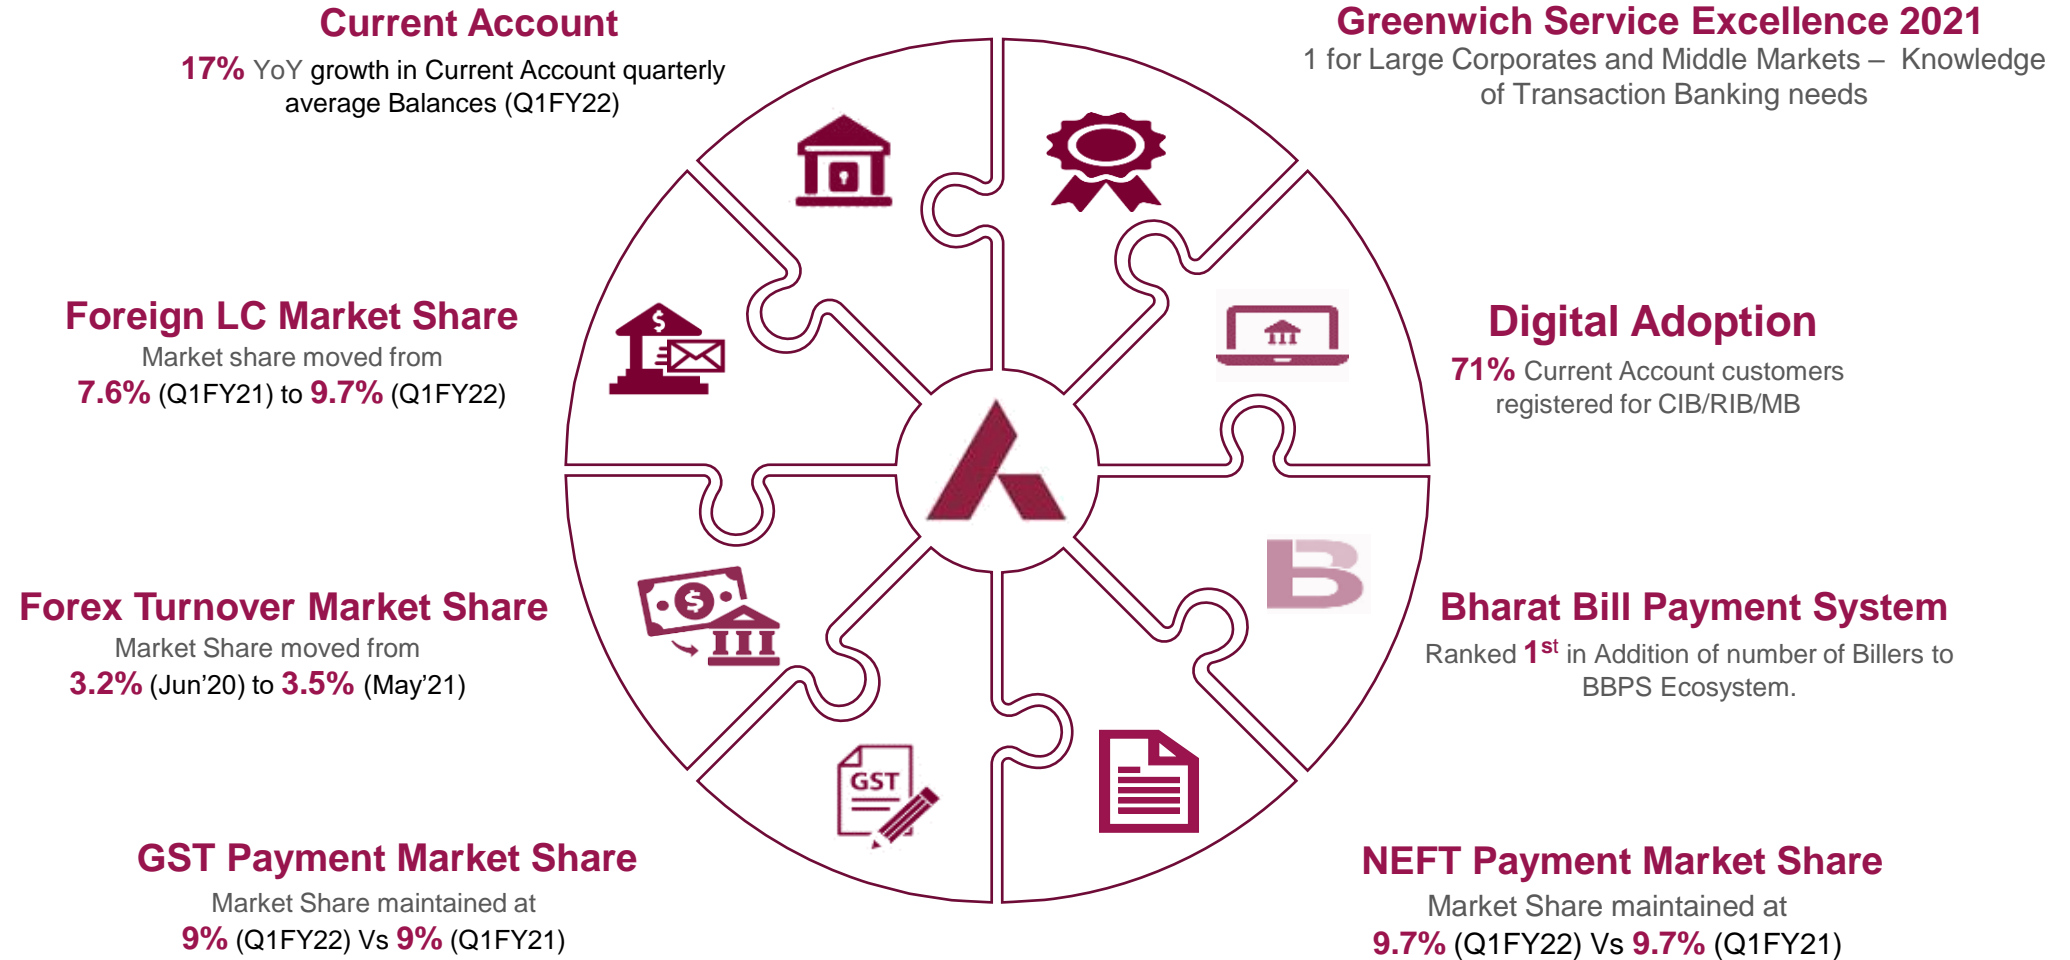 Current Account
17% YoY growth in Current Account quarterly
average Balances (Q1FY22)
Greenwich Service Excellence 2021
1 for Large Corporates and Middle Markets – Knowledge
of Transaction Banking needs
Foreign LC Market Share
Market share moved from
7.6% (Q1FY21) to 9.7% (Q1FY22)
Digital Adoption
71% Current Account customers
registered for CIB/RIB/MB
Forex Turnover Market Share
Market Share moved from
3.2% (Jun’20) to 3.5% (May’21)
Bharat Bill Payment System
Ranked 1st in Addition of number of Billers to
BBPS Ecosystem.
GST
GST Payment Market Share
Market Share maintained at
9% (Q1FY22) Vs 9% (Q1FY21)
NEFT Payment Market Share
Market Share maintained at
9.7% (Q1FY22) Vs 9.7% (Q1FY21)